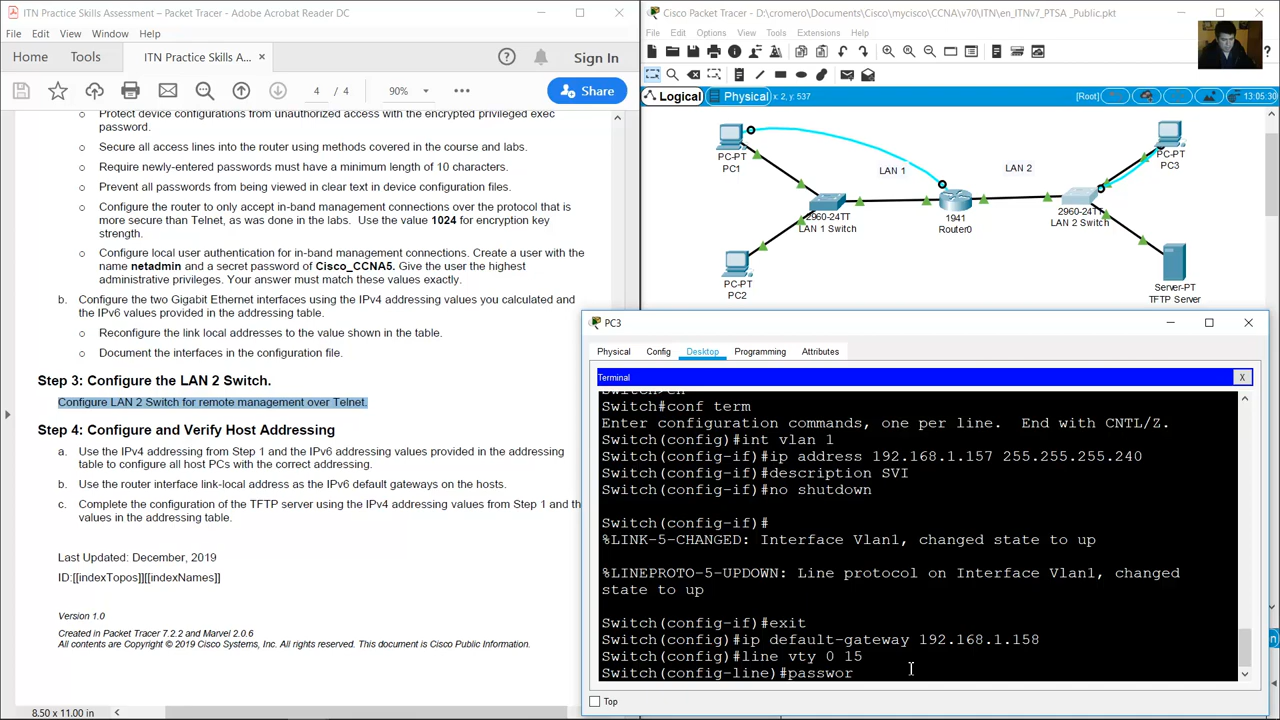 ITN Practice Skills Assessment – Packet Tracer - Adobe Acrobat Reader DC
File Edit View Window Help
Home Tools ITN Practice Skills A... × Sign In
4 / 4 90% Share
Protect device configurations from unauthorized access with the encrypted privileged exec
password.
o Secure all access lines into the router using methods covered in the course and labs.
o Require newly-entered passwords must have a minimum length of 10 characters.
o Prevent all passwords from being viewed in clear text in device configuration files.
o Configure the router to only accept in-band management connections over the protocol that is
more secure than Telnet, as was done in the labs. Use the value 1024 for encryption key
strength.
o Configure local user authentication for in-band management connections. Create a user with the
name netadmin and a secret password of Cisco_CCNA5. Give the user the highest
administrative privileges. Your answer must match these values exactly.
b. Configure the two Gigabit Ethernet interfaces using the IPv4 addressing values you calculated and
the IPv6 values provided in the addressing table.
o Reconfigure the link local addresses to the value shown in the table.
o Document the interfaces in the configuration file.
Step 3: Configure the LAN 2 Switch.
Configure LAN 2 Switch for remote management over Telnet.
Step 4: Configure and Verify Host Addressing
a. Use the IPv4 addressing from Step 1 and the IPv6 addressing values provided in the addressing
table to configure all host PCs with the correct addressing.
b. Use the router interface link-local address as the IPv6 default gateways on the hosts.
c. Complete the configuration of the TFTP server using the IPv4 addressing values from Step 1 and th
values in the addressing table.
Last Updated: December, 2019
ID:[[indexTopos]][[indexNames]]
Version 1.0
Created in Packet Tracer 7.2.2 and Marvel 2.0.6
All contents are Copyright © 2019 Cisco Systems, Inc. All rights reserved.
8.50 x 11.00 in
Cisco Packet Tracer - D:\cromero\Documents\Cisco\mycisco\CCNA\v70\ITN\en_ITNv7_PTSA _Public.pkt
File Edit Options View Tools Extensions
Logical Physical x: 2, y: 537 [Root] 13:05:30
PC-PT
PC1
2960-24TT
LAN 1 Switch
LAN 1
1941
Router0
LAN 2
2960-24TT
LAN 2 Switch
PC-PT
PC3
PC-PT
PC2
Server-PT
TFTP Server
PC3
Physical Config Desktop Programming Attributes
Terminal X
Switch>en
Switch#conf term
Enter configuration commands, one per line. End with CNTL/Z.
Switch(config)#int vlan 1
Switch(config-if)#ip address 192.168.1.157 255.255.255.240
Switch(config-if)#description SVI
Switch(config-if)#no shutdown
Switch(config-if)#
%LINK-5-CHANGED: Interface Vlan1, changed state to up
%LINEPROTO-5-UPDOWN: Line protocol on Interface Vlan1, changed
state to up
Switch(config-if)#exit
Switch(config)#ip default-gateway 192.168.1.158
Switch(config)#line vty 0 15
Switch(config-line)#passwor
Top